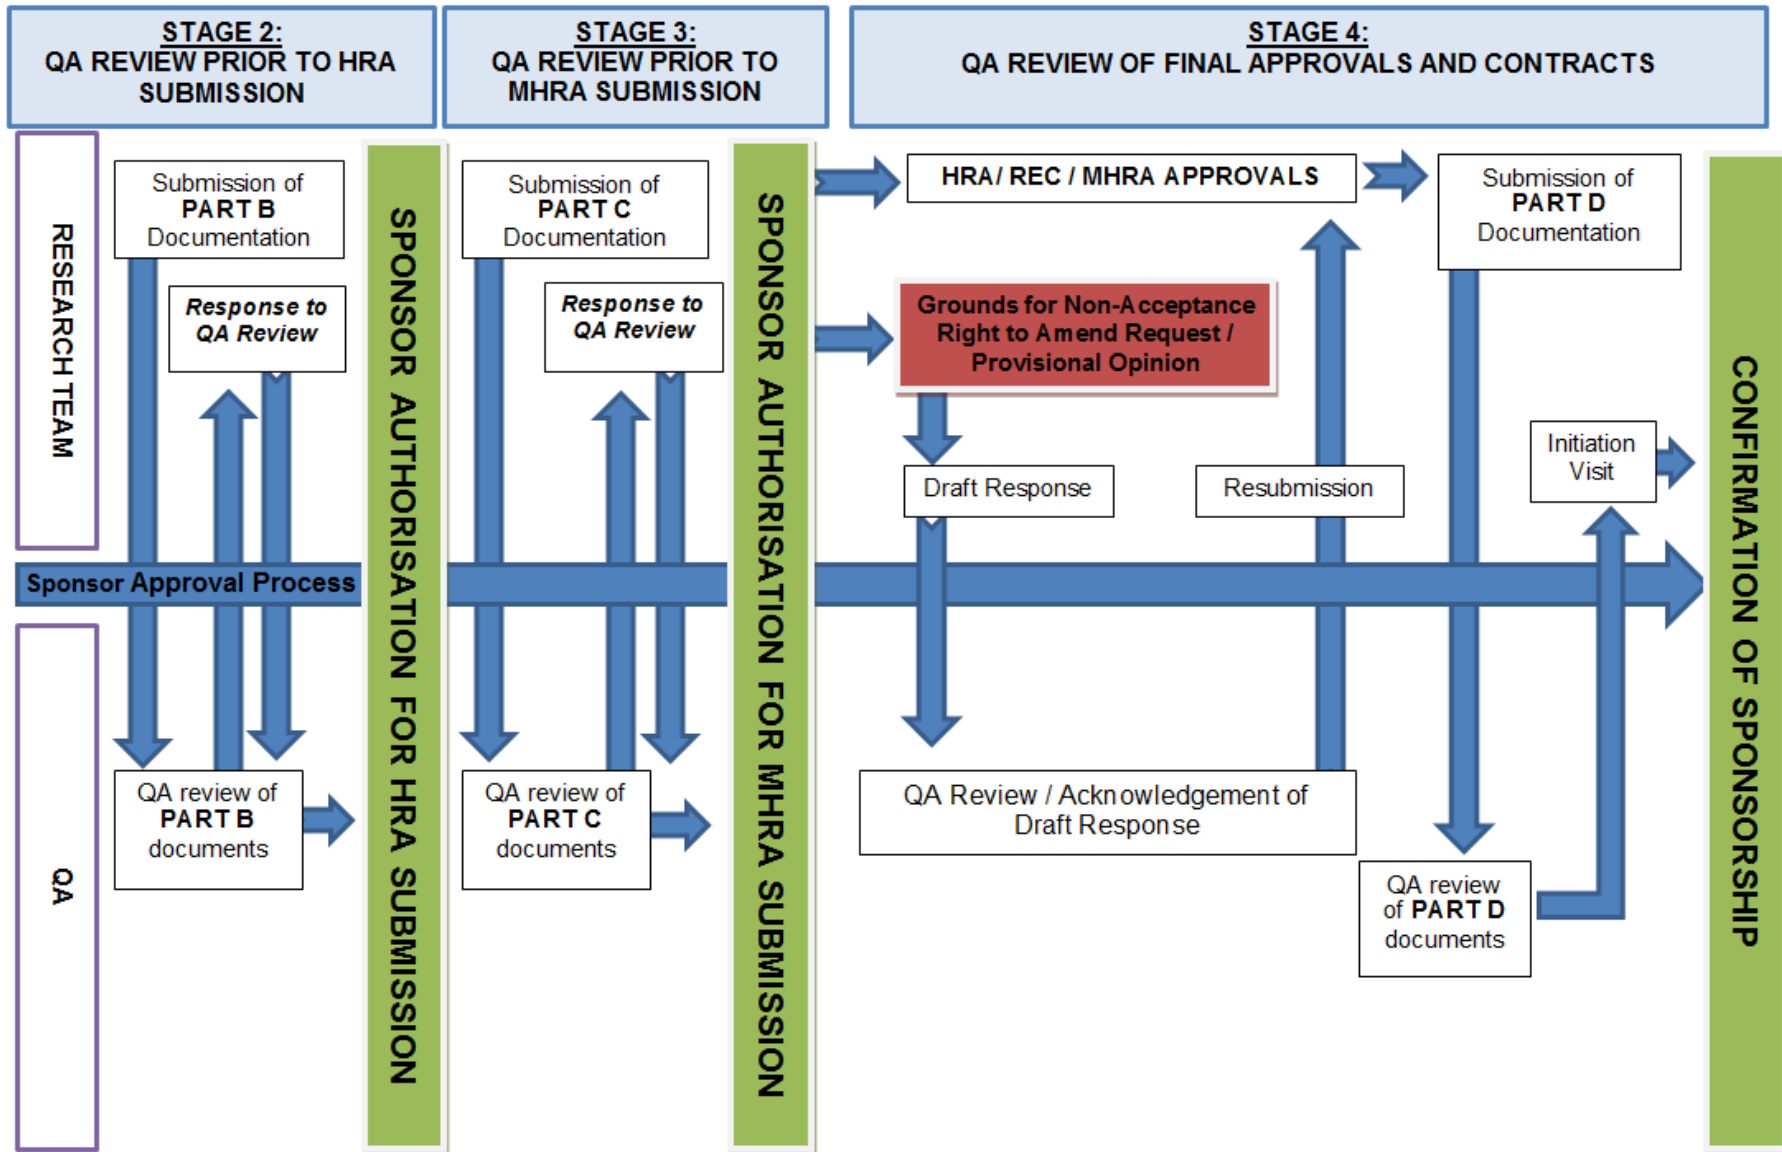 STAGE 2:
QA REVIEW PRIOR TO HRA
SUBMISSION
STAGE 3:
QA REVIEW PRIOR TO
MHRA SUBMISSION
STAGE 4:
QA REVIEW OF FINAL APPROVALS AND CONTRACTS
RESEARCH TEAM
Submission of
PART B
Documentation
Response to
QA Review
SPONSOR AUTHORISATION FOR HRA SUBMISSION
Submission of
PART C
Documentation
Response to
QA Review
SPONSOR AUTHORISATION FOR MHRA SUBMISSION
HRA/ REC / MHRA APPROVALS
Submission of
PART D
Documentation
Grounds for Non-Acceptance
Right to Amend Request /
Provisional Opinion
Draft Response
Resubmission
Initiation
Visit
CONFIRMATION OF SPONSORSHIP
Sponsor Approval Process
QA
QA review of
PART B
documents
QA review of
PART C
documents
QA Review / Acknowledgement of
Draft Response
QA review
of PART D
documents